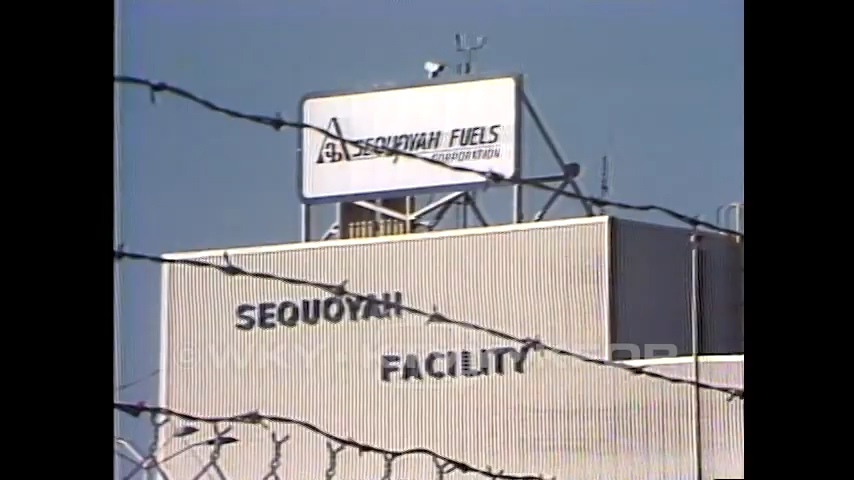 SEQUOYAH FUELS
CORPORATION
SEQUOYAH
FACILITY